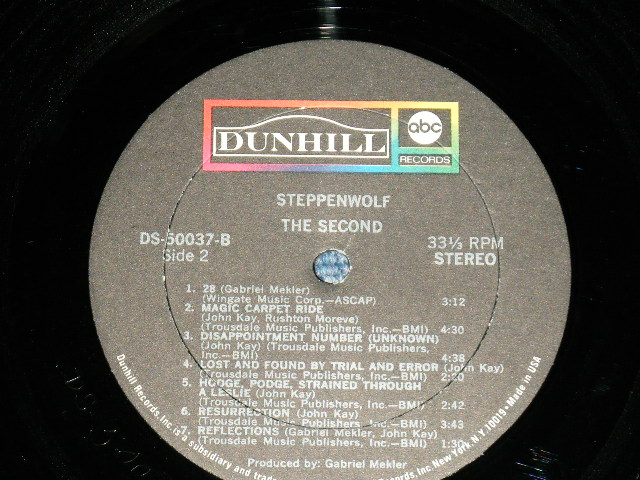 DUNHILL
abc
RECORDS
STEPPENWOLF
THE SECOND
DS-50037-B
Side 2
33⅓ RPM
STEREO
1. 28 (Gabriel Mekler)
(Wingate Music Corp.—ASCAP) 3:12
2. MAGIC CARPET RIDE
(John Kay, Rushton Moreve)
(Trousdale Music Publishers, Inc.—BMI) 4:30
3. DISAPPOINTMENT NUMBER (UNKNOWN)
(John Kay) (Trousdale Music Publishers,
Inc.—BMI) 4:38
4. LOST AND FOUND BY TRIAL AND ERROR (John Kay)
(Trousdale Music Publishers, Inc.—BMI) 2:20
5. HODGE, PODGE, STRAINED THROUGH
A LESLIE (John Kay)
(Trousdale Music Publishers, Inc.—BMI) 2:42
6. RESURRECTION (John Kay)
(Trousdale Music Publishers, Inc.—BMI) 3:43
7. REFLECTIONS (Gabriel Mekler, John Kay)
(Trousdale Music Publishers, Inc.—BMI) 1:30
Produced by: Gabriel Mekler
Dunhill Records, Inc. is a subsidiary and trade
Records, Inc. New York, N.Y. 10019 • Made in USA